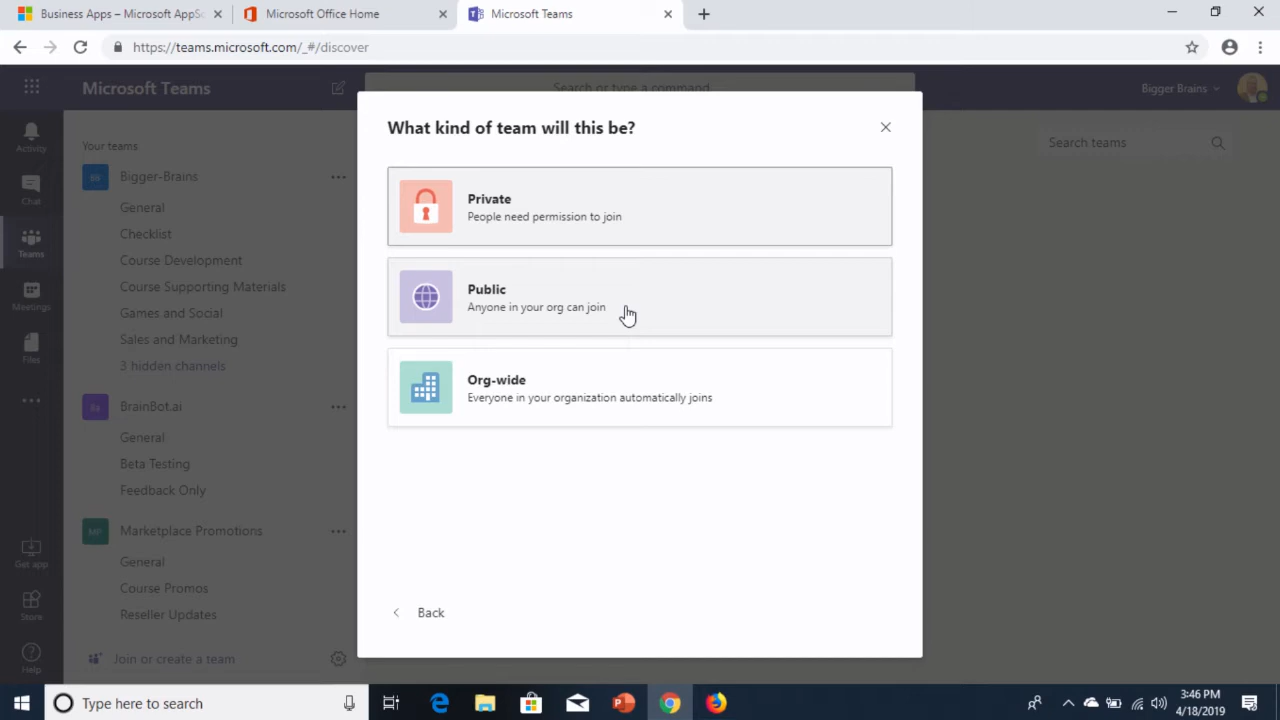 Business Apps – Microsoft AppSo
Microsoft Office Home
Microsoft Teams
https://teams.microsoft.com/_#/discover
Microsoft Teams
Search or type a command
Bigger Brains
Activity
Chat
Teams
Meetings
Files
Get app
Store
Help
Your teams
Bigger-Brains
General
Checklist
Course Development
Course Supporting Materials
Games and Social
Sales and Marketing
3 hidden channels
BrainBot.ai
General
Beta Testing
Feedback Only
MP Marketplace Promotions
General
Course Promos
Reseller Updates
Join or create a team
Search teams
What kind of team will this be?
Private
People need permission to join
Public
Anyone in your org can join
Org-wide
Everyone in your organization automatically joins
Back
Type here to search
3:46 PM
4/18/2019